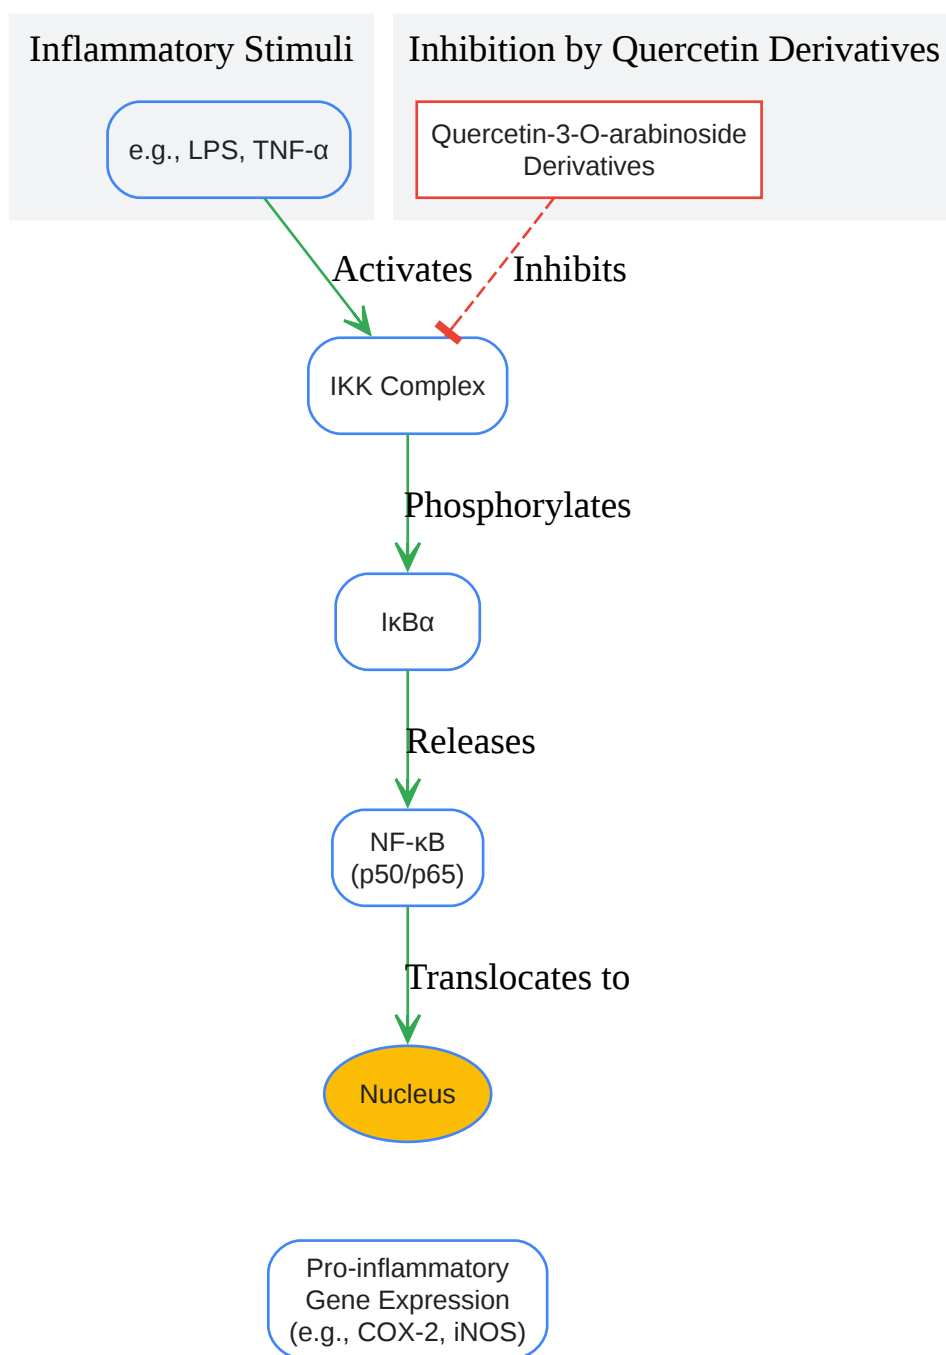 Inflammatory Stimuli
Inhibition by Quercetin Derivatives
e.g., LPS, TNF-α
Quercetin-3-O-arabinoside
Derivatives
Activates
Inhibits
IKK Complex
Phosphorylates
IκBα
Releases
NF-κB
(p50/p65)
Translocates to
Nucleus
Pro-inflammatory
Gene Expression
(e.g., COX-2, iNOS)